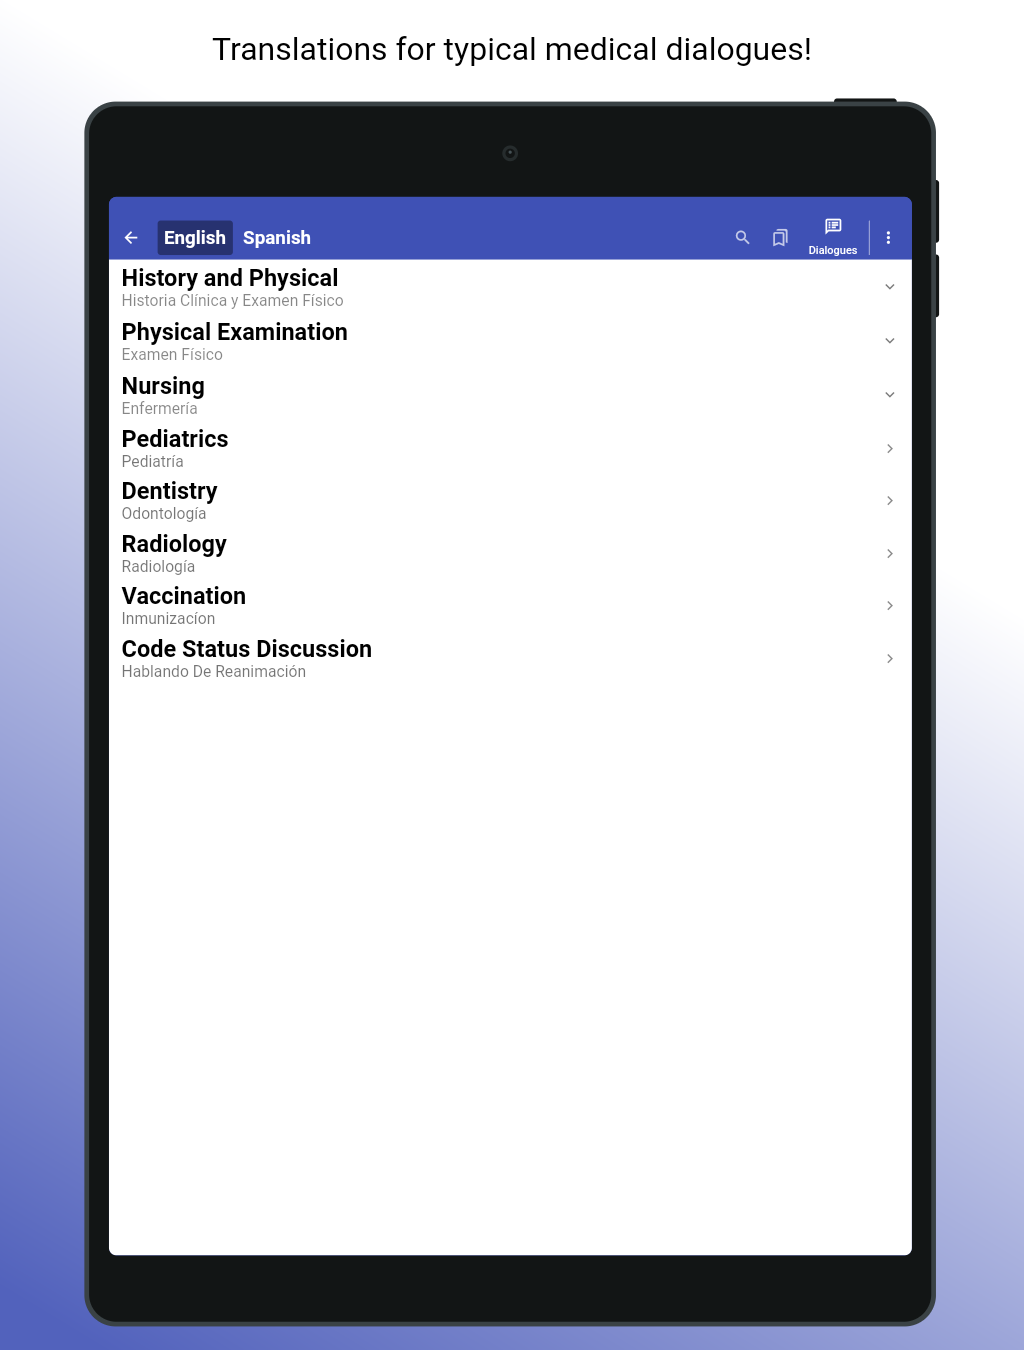 Translations for typical medical dialogues!
English Spanish
Dialogues
History and Physical
Historia Clínica y Examen Físico
Physical Examination
Examen Físico
Nursing
Enfermería
Pediatrics
Pediatría
Dentistry
Odontología
Radiology
Radiología
Vaccination
Inmunizacíon
Code Status Discussion
Hablando De Reanimación